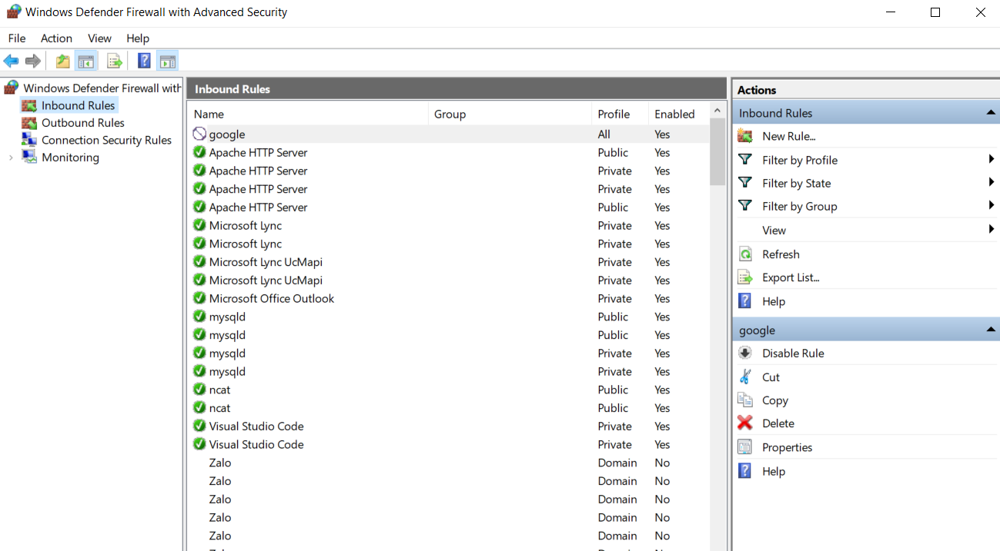 Windows Defender Firewall with Advanced Security
File Action View Help
Windows Defender Firewall with
Inbound Rules
Outbound Rules
Connection Security Rules
Monitoring
Inbound Rules
Name Group Profile Enabled
google All Yes
Apache HTTP Server Public Yes
Apache HTTP Server Private Yes
Apache HTTP Server Private Yes
Apache HTTP Server Public Yes
Microsoft Lync Private Yes
Microsoft Lync Private Yes
Microsoft Lync UcMapi Private Yes
Microsoft Lync UcMapi Private Yes
Microsoft Office Outlook Private Yes
mysqld Public Yes
mysqld Public Yes
mysqld Private Yes
mysqld Private Yes
ncat Public Yes
ncat Public Yes
Visual Studio Code Private Yes
Visual Studio Code Private Yes
Zalo Domain No
Zalo Domain No
Zalo Domain No
Zalo Domain No
Zalo Domain No
Actions
Inbound Rules
New Rule...
Filter by Profile
Filter by State
Filter by Group
View
Refresh
Export List...
Help
google
Disable Rule
Cut
Copy
Delete
Properties
Help